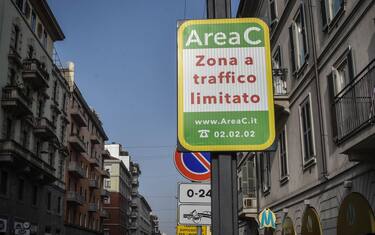 AreaC
Zona a
traffico
limitato
www.AreaC.it
☎ 02.02.02
0-24
M